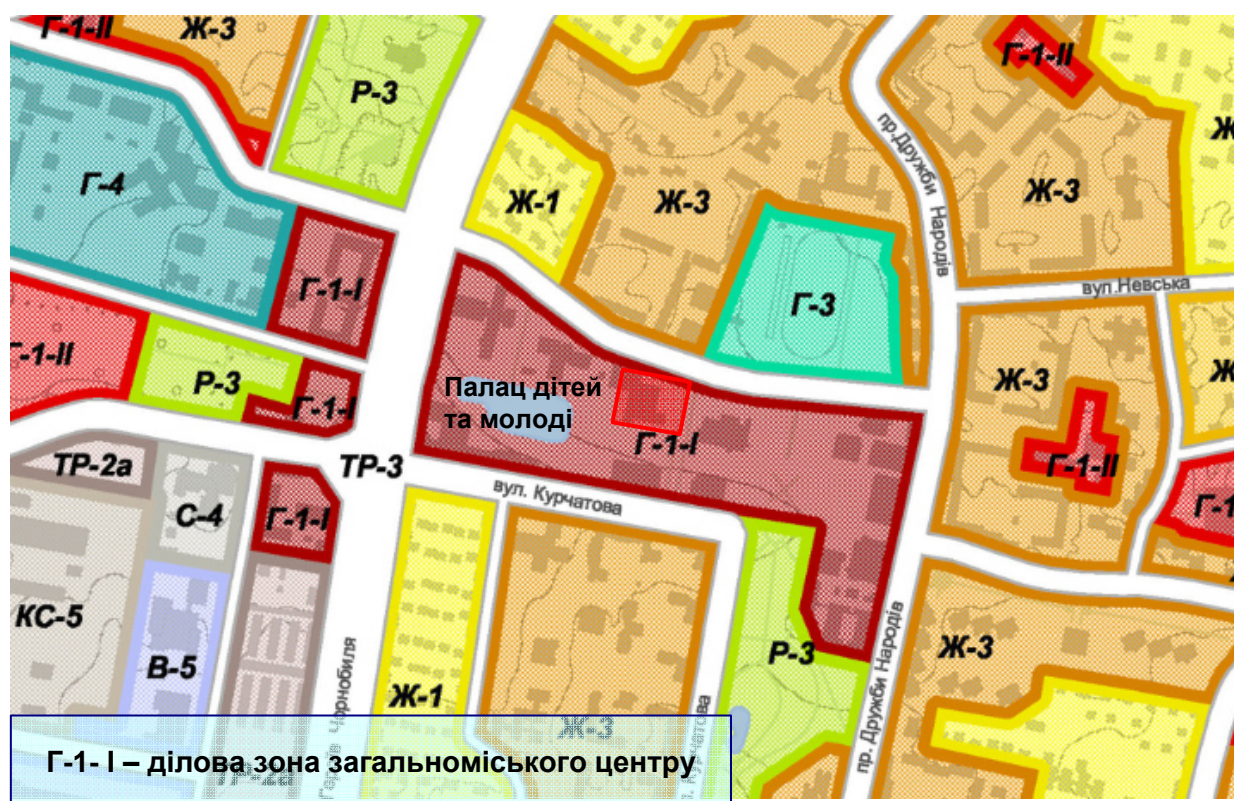 Г-1-ІІ
Ж-3
Р-3
Г-1-ІІ
Г-4
Ж-1
Ж-3
пр.Дружби Народів
Ж-3
Г-1-І
Г-3
вул.Невська
Г-1-ІІ
Р-3
Г-1-І
Палац дітей
та молоді
Г-1-І
Ж-3
Г-1-ІІ
ТР-2а
ТР-3
С-4
Г-1-І
вул. Курчатова
КС-5
В-5
Ж-1
Р-3
пр. Дружби Народів
Ж-3
Ж-3
Чорнобиля
Курчатова
Г-1- І – ділова зона загальноміського центру